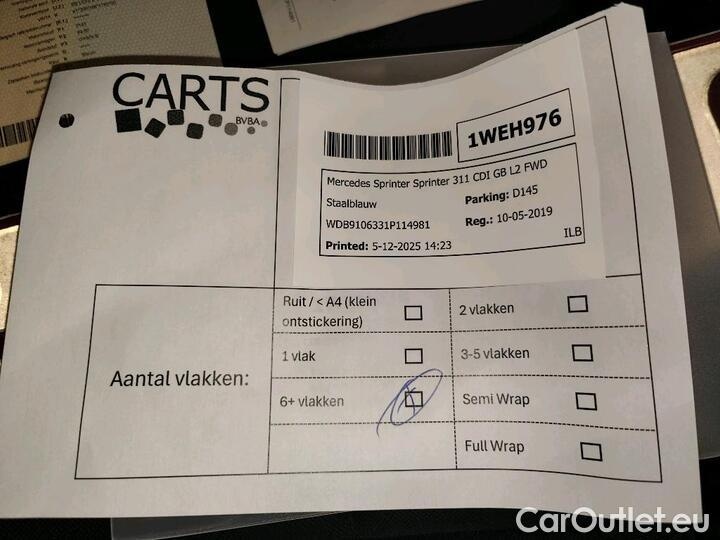 CARTS
BVBA
1WEH976
Mercedes Sprinter Sprinter 311 CDI GB L2 FWD
Staalblauw
Parking: D145
WDB9106331P114981
Reg.: 10-05-2019
Printed: 5-12-2025 14:23
ILB
Aantal vlakken:
Ruit / < A4 (klein
ontstickering)
2 vlakken
1 vlak
3-5 vlakken
6+ vlakken
Semi Wrap
Full Wrap
CarOutlet.eu